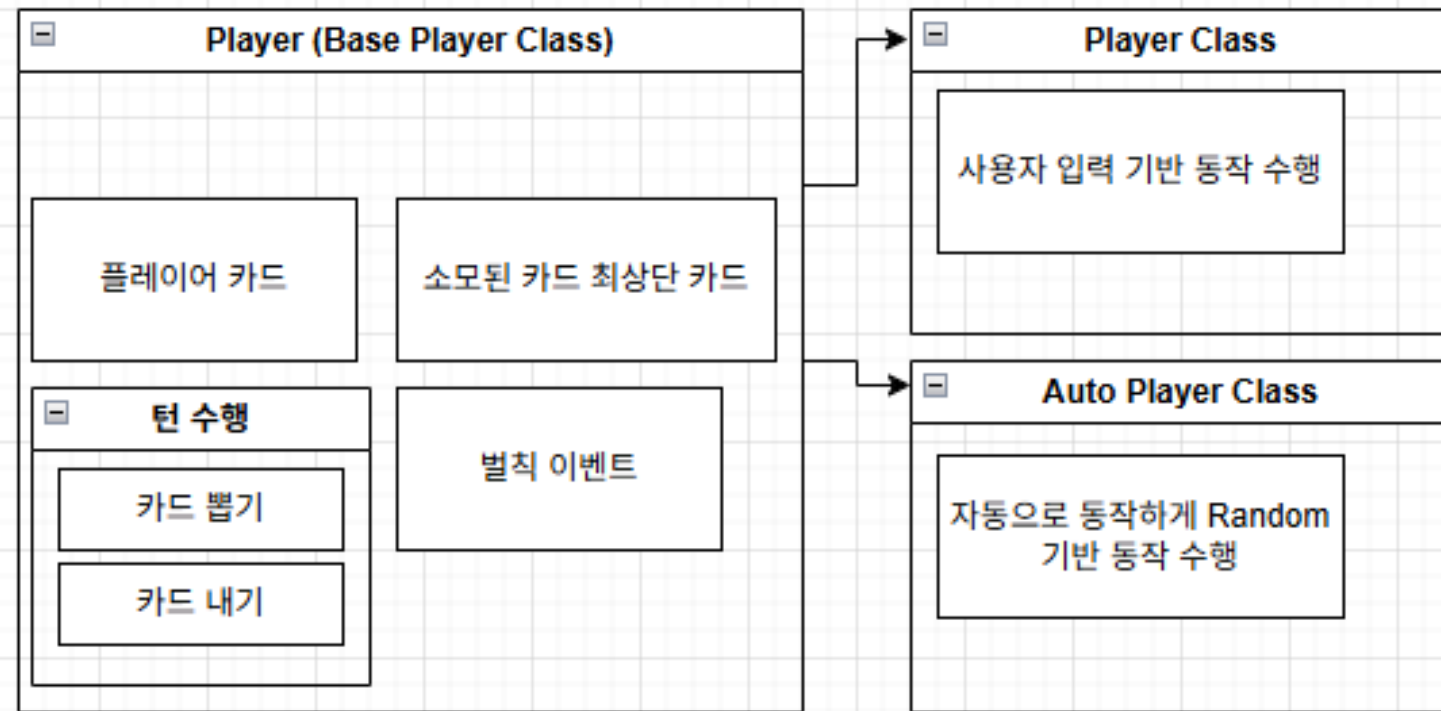 Player (Base Player Class)
플레이어 카드
소모된 카드 최상단 카드
턴 수행
카드 뽑기
카드 내기
벌칙 이벤트
Player Class
사용자 입력 기반 동작 수행
Auto Player Class
자동으로 동작하게 Random
기반 동작 수행